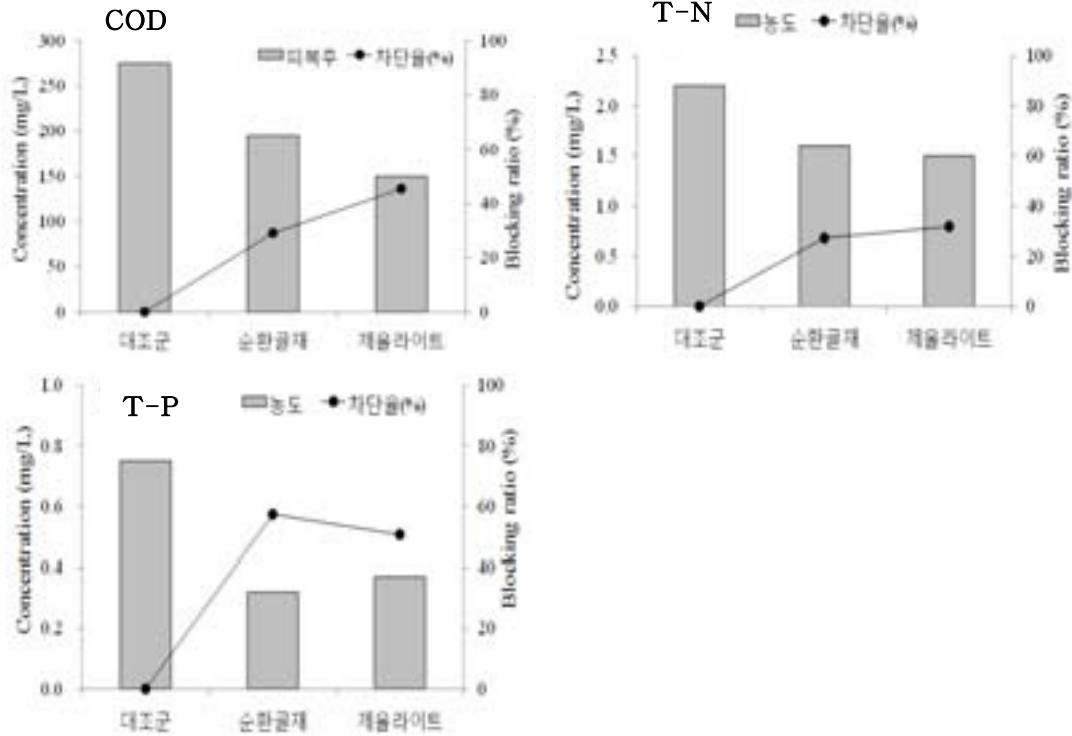 COD
피복후 차단율(%)
Concentration (mg/L)
300
250
200
150
100
50
0
100
80
60
40
20
0
Blocking ratio (%)
대조군 순환골재 제올라이트
T-N
농도 차단율(%)
Concentration (mg/L)
2.5
2.0
1.5
1.0
0.5
0.0
100
80
60
40
20
0
Blocking ratio (%)
대조군 순환골재 제올라이트
T-P
농도 차단율(%)
Concentration (mg/L)
1.0
0.8
0.6
0.4
0.2
0.0
100
80
60
40
20
0
Blocking ratio (%)
대조군 순환골재 제올라이트